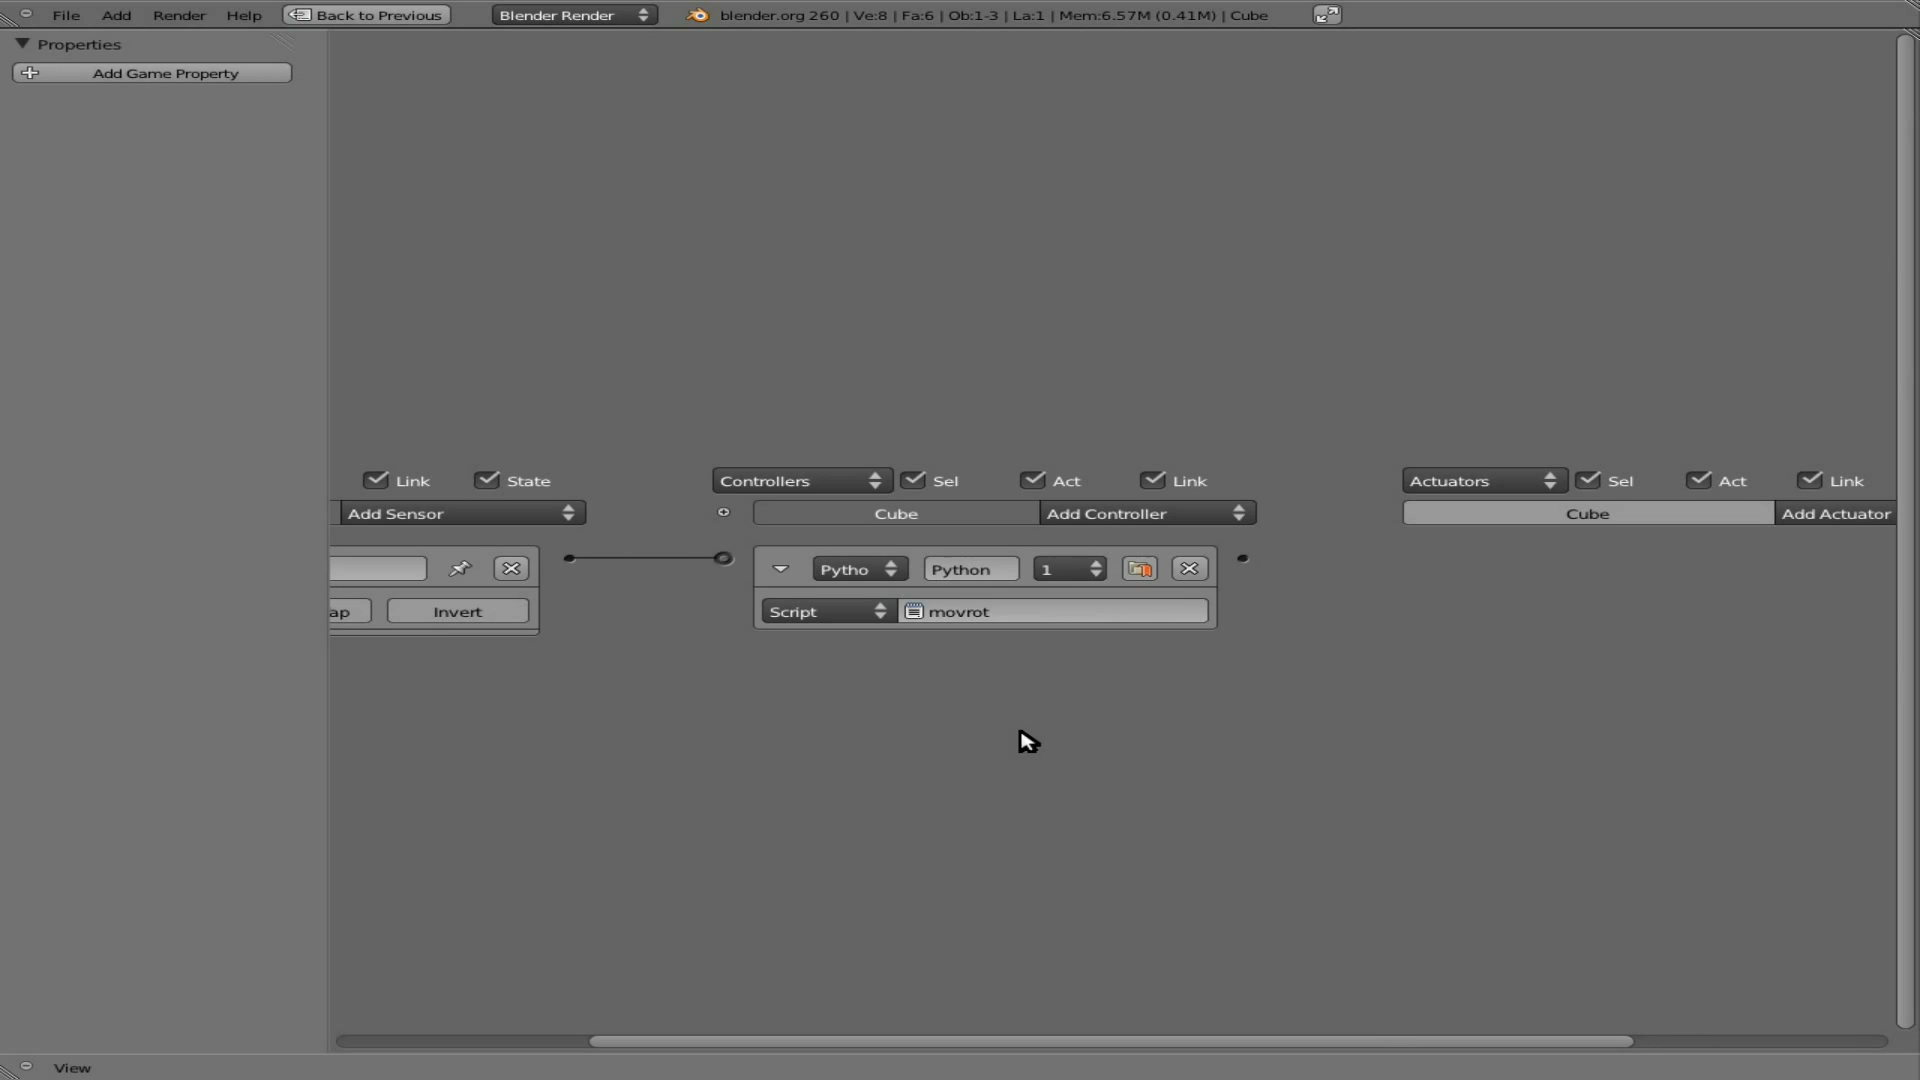 File Add Render Help Back to Previous Blender Render blender.org 260 | Ve:8 | Fa:6 | Ob:1-3 | La:1 | Mem:6.57M (0.41M) | Cube
Properties
Add Game Property
Link State Controllers Sel Act Link Actuators Sel Act Link
Add Sensor Cube Add Controller Cube Add Actuator
Pytho Python 1
ap Invert Script movrot
View